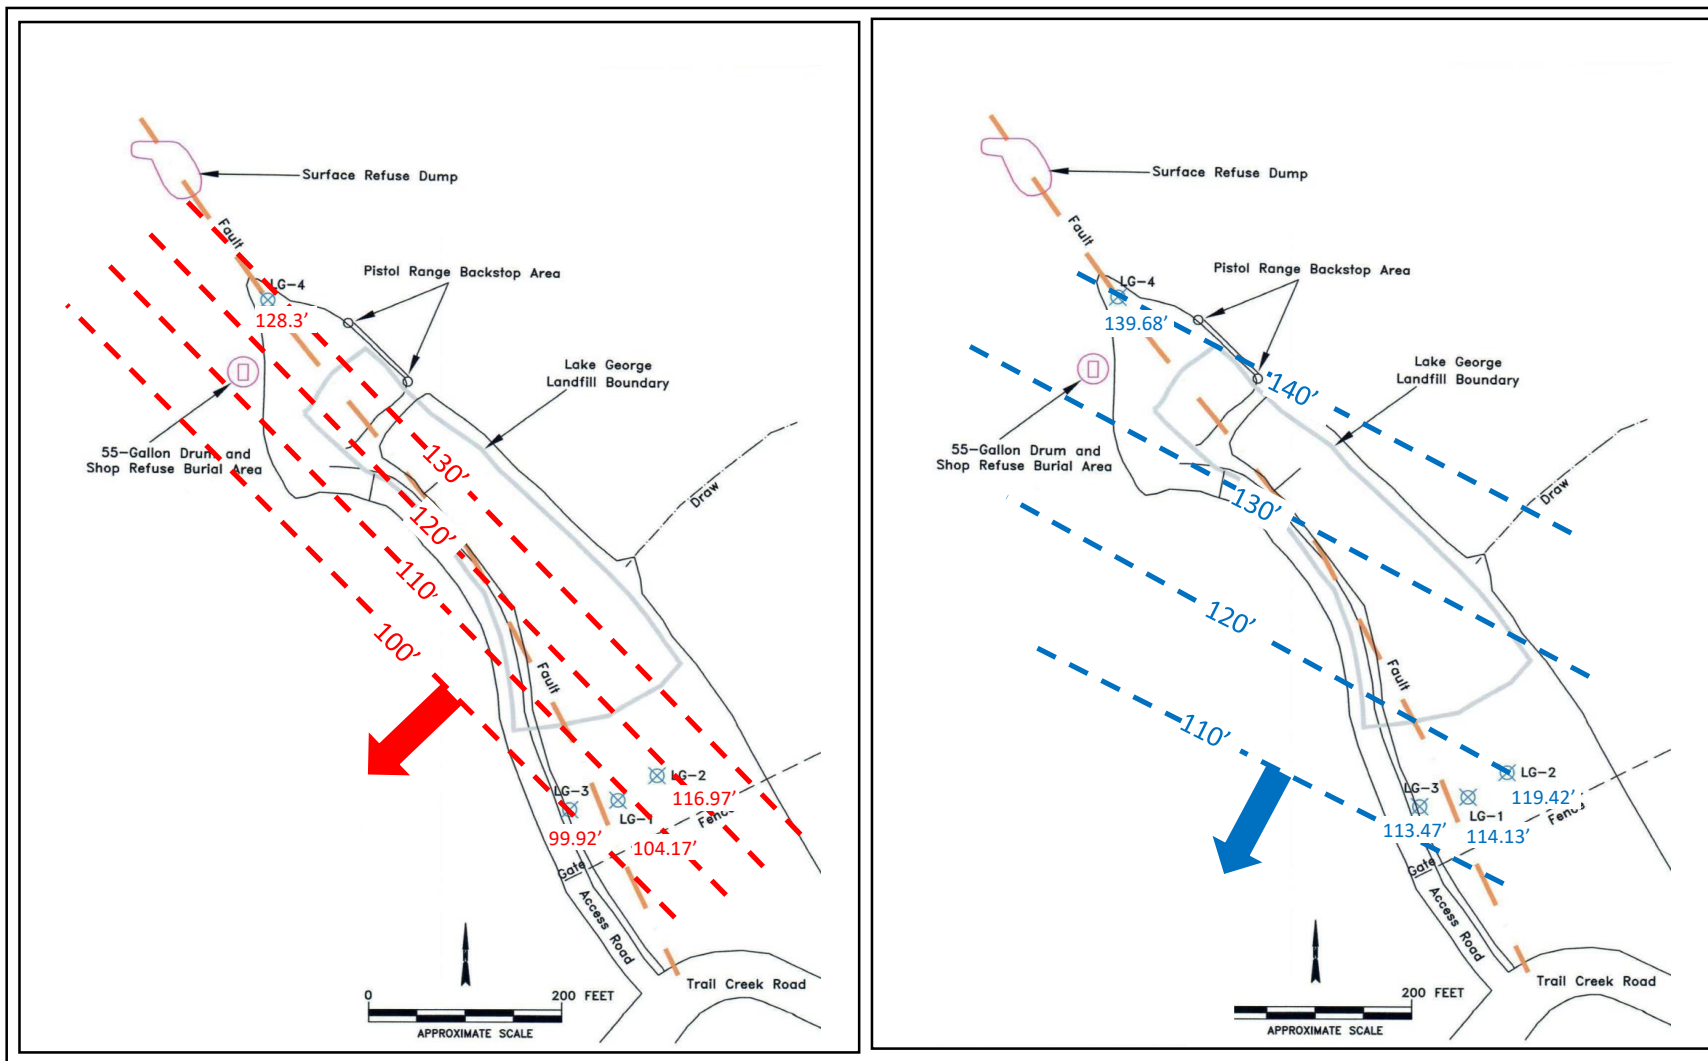 Surface Refuse Dump
Fault
LG-4
128.3’
Pistol Range Backstop Area
Lake George
Landfill Boundary
55-Gallon Drum and
Shop Refuse Burial Area
130’
120’
110’
100’
Draw
Fault
LG-2
116.97’
LG-3
99.92’
LG-1
104.17’
Fence
Gate
Access Road
Trail Creek Road
0
200 FEET
APPROXIMATE SCALE
Surface Refuse Dump
Fault
LG-4
139.68’
Pistol Range Backstop Area
Lake George
Landfill Boundary
55-Gallon Drum and
Shop Refuse Burial Area
140’
130’
120’
110’
Draw
Fault
LG-2
119.42’
LG-3
113.47’
LG-1
114.13’
Fence
Gate
Access Road
Trail Creek Road
200 FEET
APPROXIMATE SCALE